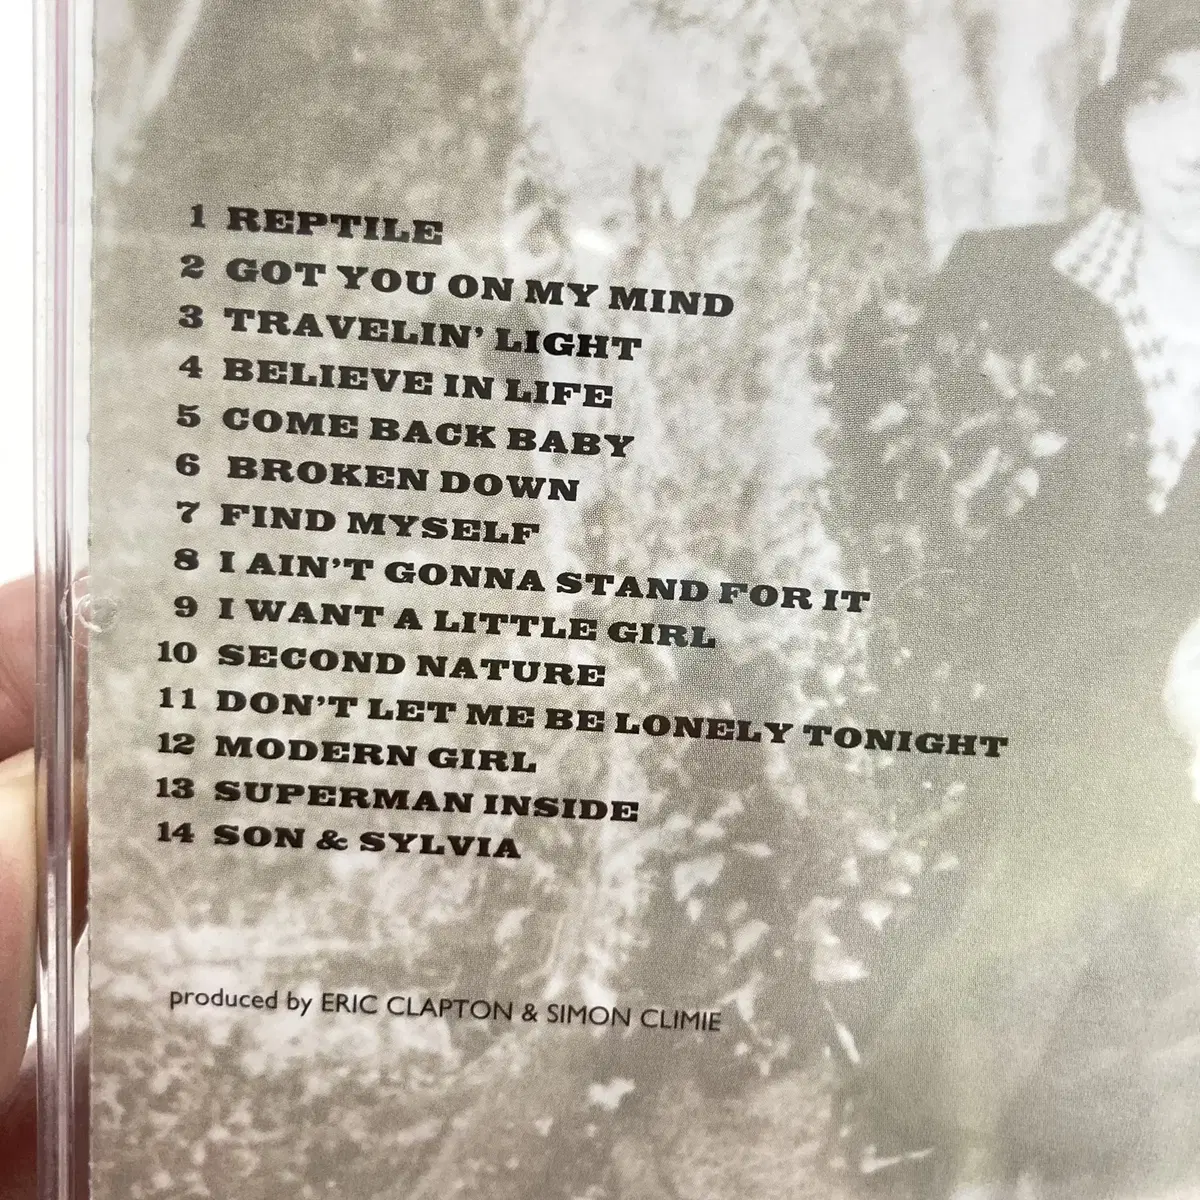 1 REPTILE
2 GOT YOU ON MY MIND
3 TRAVELIN' LIGHT
4 BELIEVE IN LIFE
5 COME BACK BABY
6 BROKEN DOWN
7 FIND MYSELF
8 I AIN'T GONNA STAND FOR IT
9 I WANT A LITTLE GIRL
10 SECOND NATURE
11 DON'T LET ME BE LONELY TONIGHT
12 MODERN GIRL
13 SUPERMAN INSIDE
14 SON & SYLVIA
produced by ERIC CLAPTON & SIMON CLIMIE